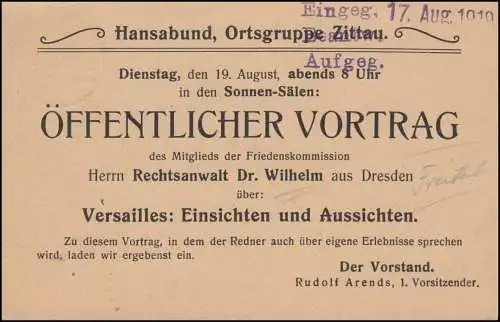 Eingeg. 17. Aug. 1919
Hansabund, Ortsgruppe Zittau.
Beantw.
Aufgeg.
Dienstag, den 19. August, abends 8 Uhr
in den Sonnen-Sälen:
ÖFFENTLICHER VORTRAG
des Mitglieds der Friedenskommission
Herrn Rechtsanwalt Dr. Wilhelm aus Dresden
über:
Versailles: Einsichten und Aussichten.
Zu diesem Vortrag, in dem der Redner auch über eigene Erlebnisse sprechen
wird, laden wir ergebenst ein.
Der Vorstand.
Rudolf Arends, 1. Vorsitzender.